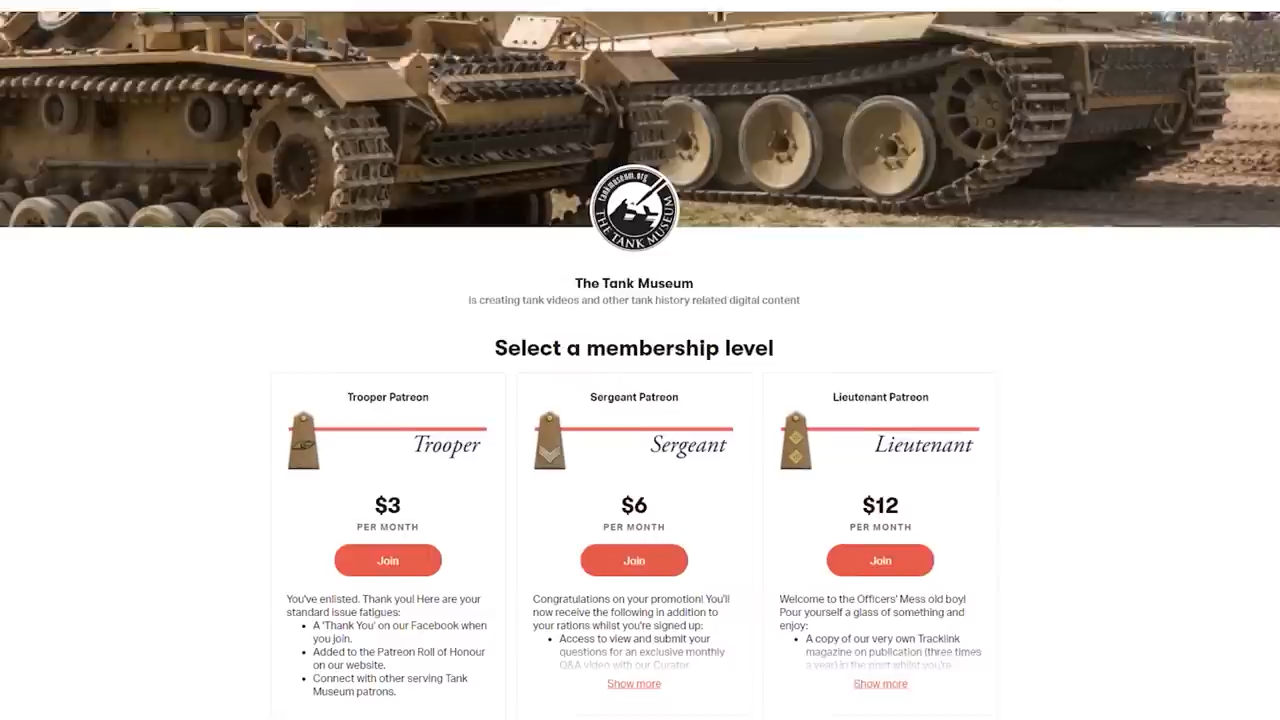 tankmuseum.org
THE TANK MUSEUM
The Tank Museum
is creating tank videos and other tank history related digital content
Select a membership level
Trooper Patreon
Trooper
$3
PER MONTH
Join
You've enlisted. Thank you! Here are your
standard issue fatigues:
• A 'Thank You' on our Facebook when
you join.
• Added to the Patreon Roll of Honour
on our website.
• Connect with other serving Tank
Museum patrons.
Sergeant Patreon
Sergeant
$6
PER MONTH
Join
Congratulations on your promotion! You'll
now receive the following in addition to
your rations whilst you're signed up:
• Access to view and submit your
questions for an exclusive monthly
Q&A video with our Curator
Show more
Lieutenant Patreon
Lieutenant
$12
PER MONTH
Join
Welcome to the Officers' Mess old boy!
Pour yourself a glass of something and
enjoy:
• A copy of our very own Tracklink
magazine on publication (three times
a year) in the post whilst you're
Show more